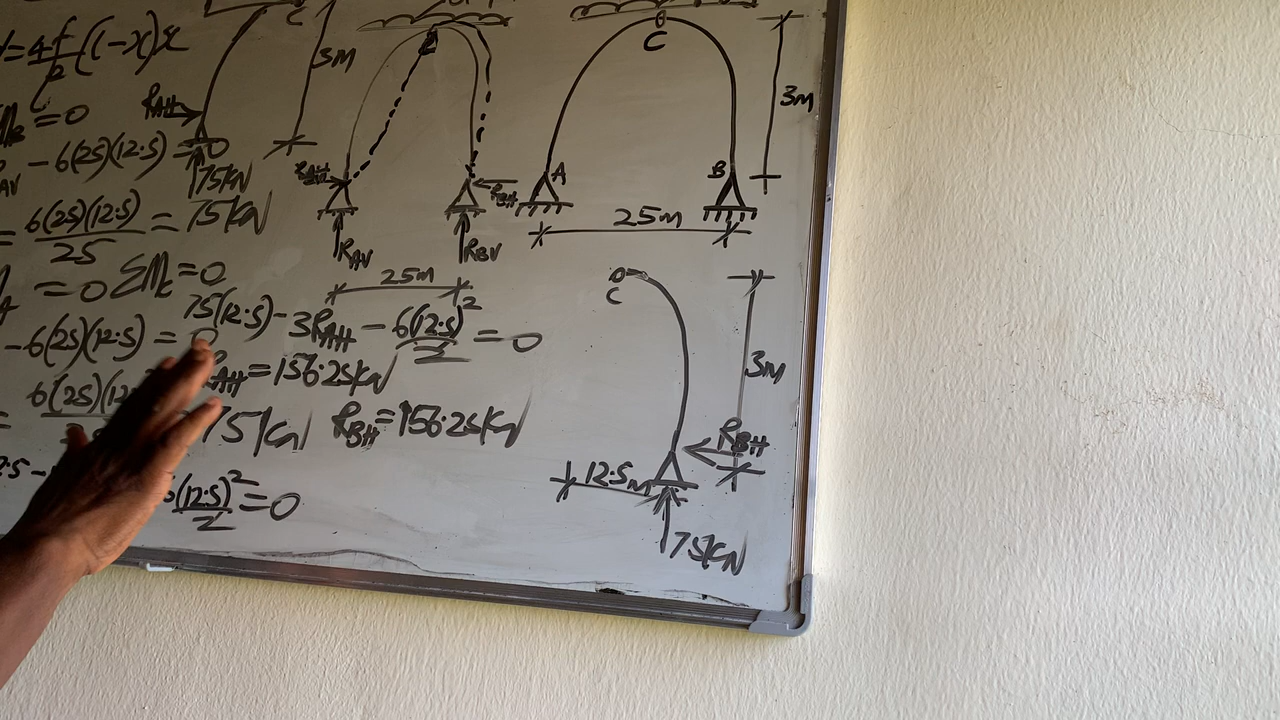 =4f/l²(l-x)x
C
3M
RAH
75KN
= 0
- 6(25)(12.5) = 0
AV
= 6(25)(12.5)/25 = 75KN
= 0 ΣMc = 0
- 6(25)(12.5) = 0
75(12.5) - 3RAH - 6(12.5)²/2 = 0
RAH = 156.25KN
6(25)(12
75KN RBH = 156.25KN
6(12.5)²/2 = 0
C
RAH
RBH
RAV
RBV
25M
C
3M
A
B
25M
C
3M
RBH
12.5M
75KN